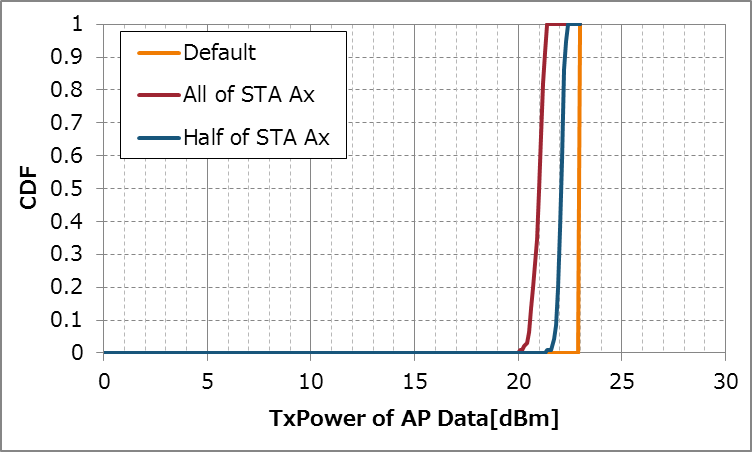 1
0.9
0.8
0.7
0.6
0.5
0.4
0.3
0.2
0.1
0
CDF
Default
All of STA Ax
Half of STA Ax
0 5 10 15 20 25 30
TxPower of AP Data[dBm]